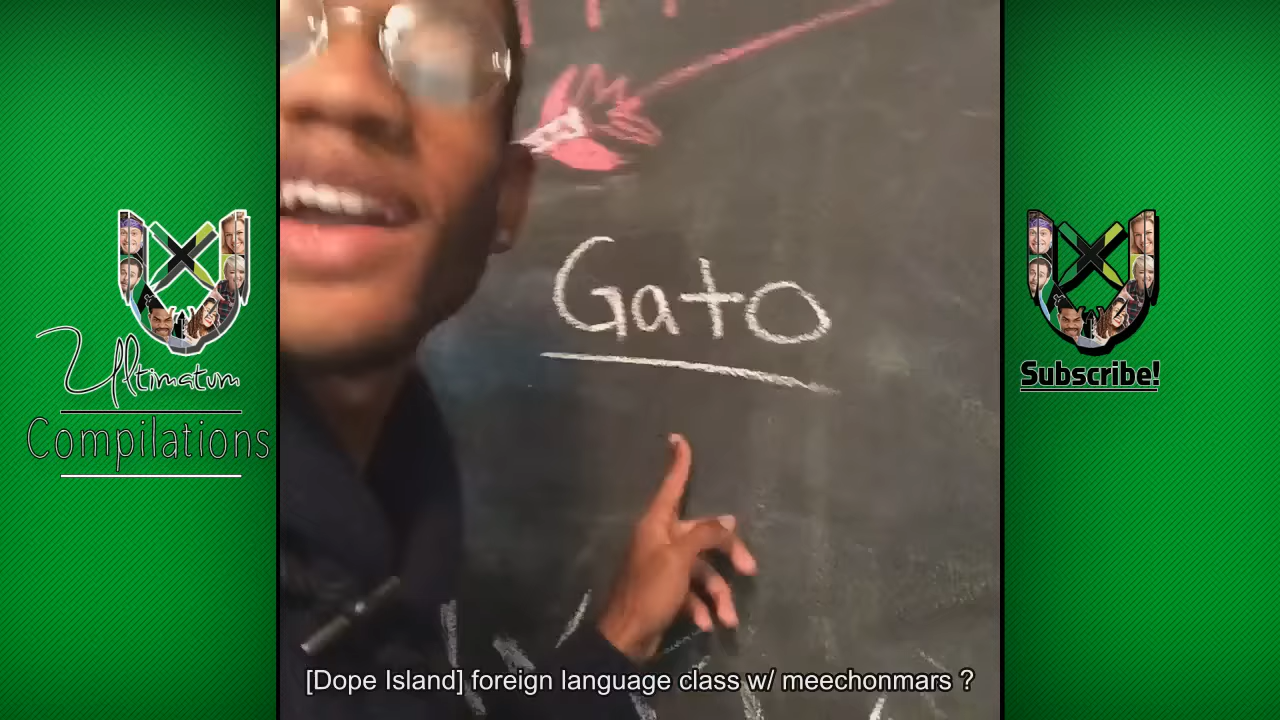 Gato
Ultimatum
Compilations
Subscribe!
[Dope Island] foreign language class w/ meechonmars ?